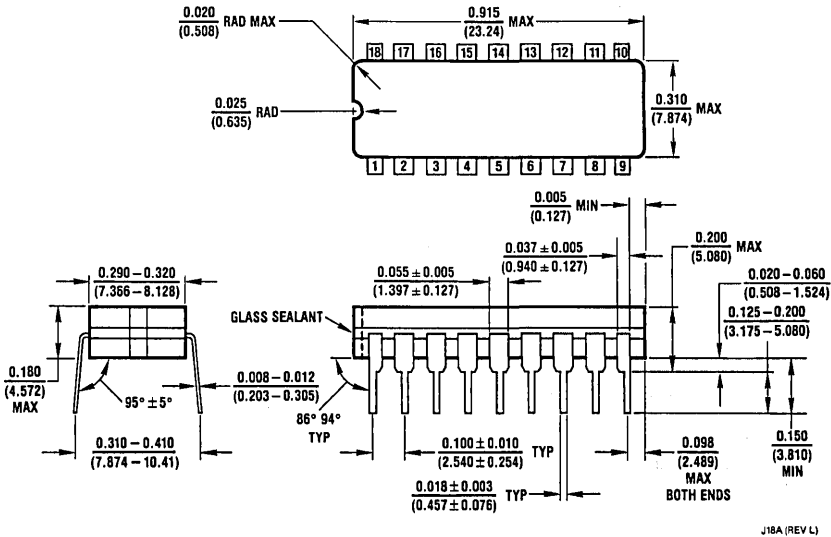 0.020
(0.508) RAD MAX
0.915
(23.24) MAX
18 17 16 15 14 13 12 11 10
0.025
(0.635) RAD
0.310
(7.874) MAX
1 2 3 4 5 6 7 8 9
0.005
(0.127) MIN
0.037 ± 0.005
(0.940 ± 0.127)
0.200
(5.080) MAX
0.290 – 0.320
(7.366 – 8.128)
0.055 ± 0.005
(1.397 ± 0.127)
0.020 – 0.060
(0.508 – 1.524)
0.125 – 0.200
(3.175 – 5.080)
GLASS SEALANT
0.180
(4.572)
MAX
95° ± 5°
0.008 – 0.012
(0.203 – 0.305)
86° 94°
TYP
0.310 – 0.410
(7.874 – 10.41)
0.100 ± 0.010
(2.540 ± 0.254) TYP
0.018 ± 0.003
(0.457 ± 0.076) TYP
0.098
(2.489)
MAX
BOTH ENDS
0.150
(3.810)
MIN
J18A (REV L)